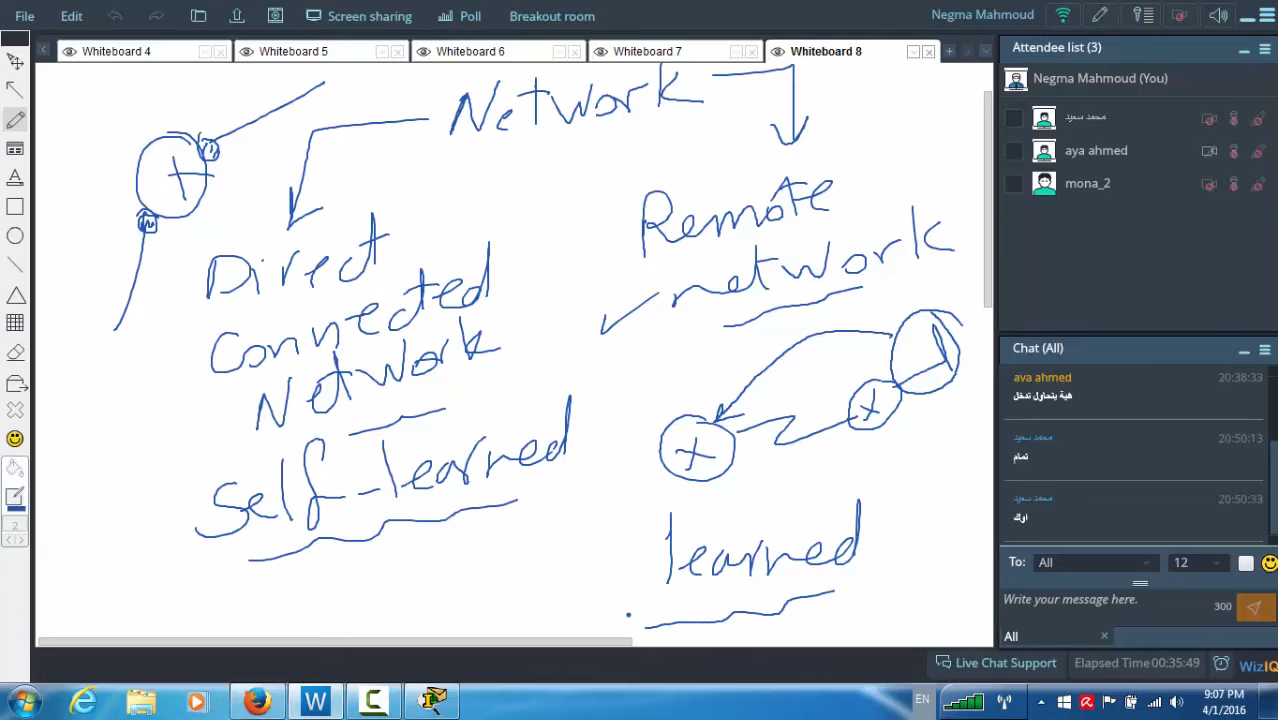 File Edit Screen sharing Poll Breakout room Negma Mahmoud
Whiteboard 4 Whiteboard 5 Whiteboard 6 Whiteboard 7 Whiteboard 8
Network
Direct
Connected
Network
Self-learned
Remote
network
learned
Attendee list (3)
Negma Mahmoud (You)
محمد سعيد
aya ahmed
mona_2
Chat (All)
aya ahmed 20:38:33
هية بتحاول تدخل
محمد سعيد 20:50:13
تمام
محمد سعيد 20:50:33
اوك
To: All 12
Write your message here. 300
All
2
Live Chat Support Elapsed Time 00:35:49 WizIQ
EN 9:07 PM
4/1/2016